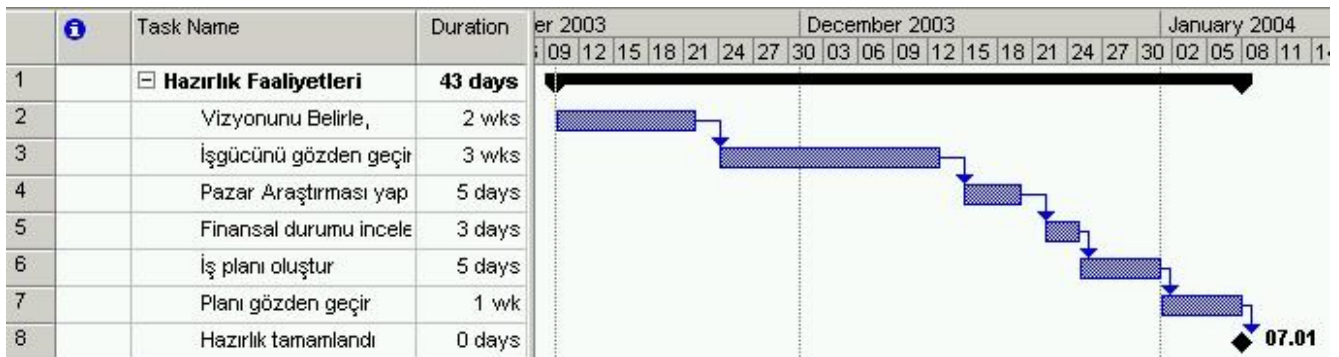 Task Name Duration er 2003 December 2003 January 2004
09 12 15 18 21 24 27 30 03 06 09 12 15 18 21 24 27 30 02 05 08 11
1 Hazırlık Faaliyetleri 43 days
2 Vizyonunu Belirle, 2 wks
3 İşgücünü gözden geçir 3 wks
4 Pazar Araştırması yap 5 days
5 Finansal durumu incele 3 days
6 İş planı oluştur 5 days
7 Planı gözden geçir 1 wk
8 Hazırlık tamamlandı 0 days 07.01